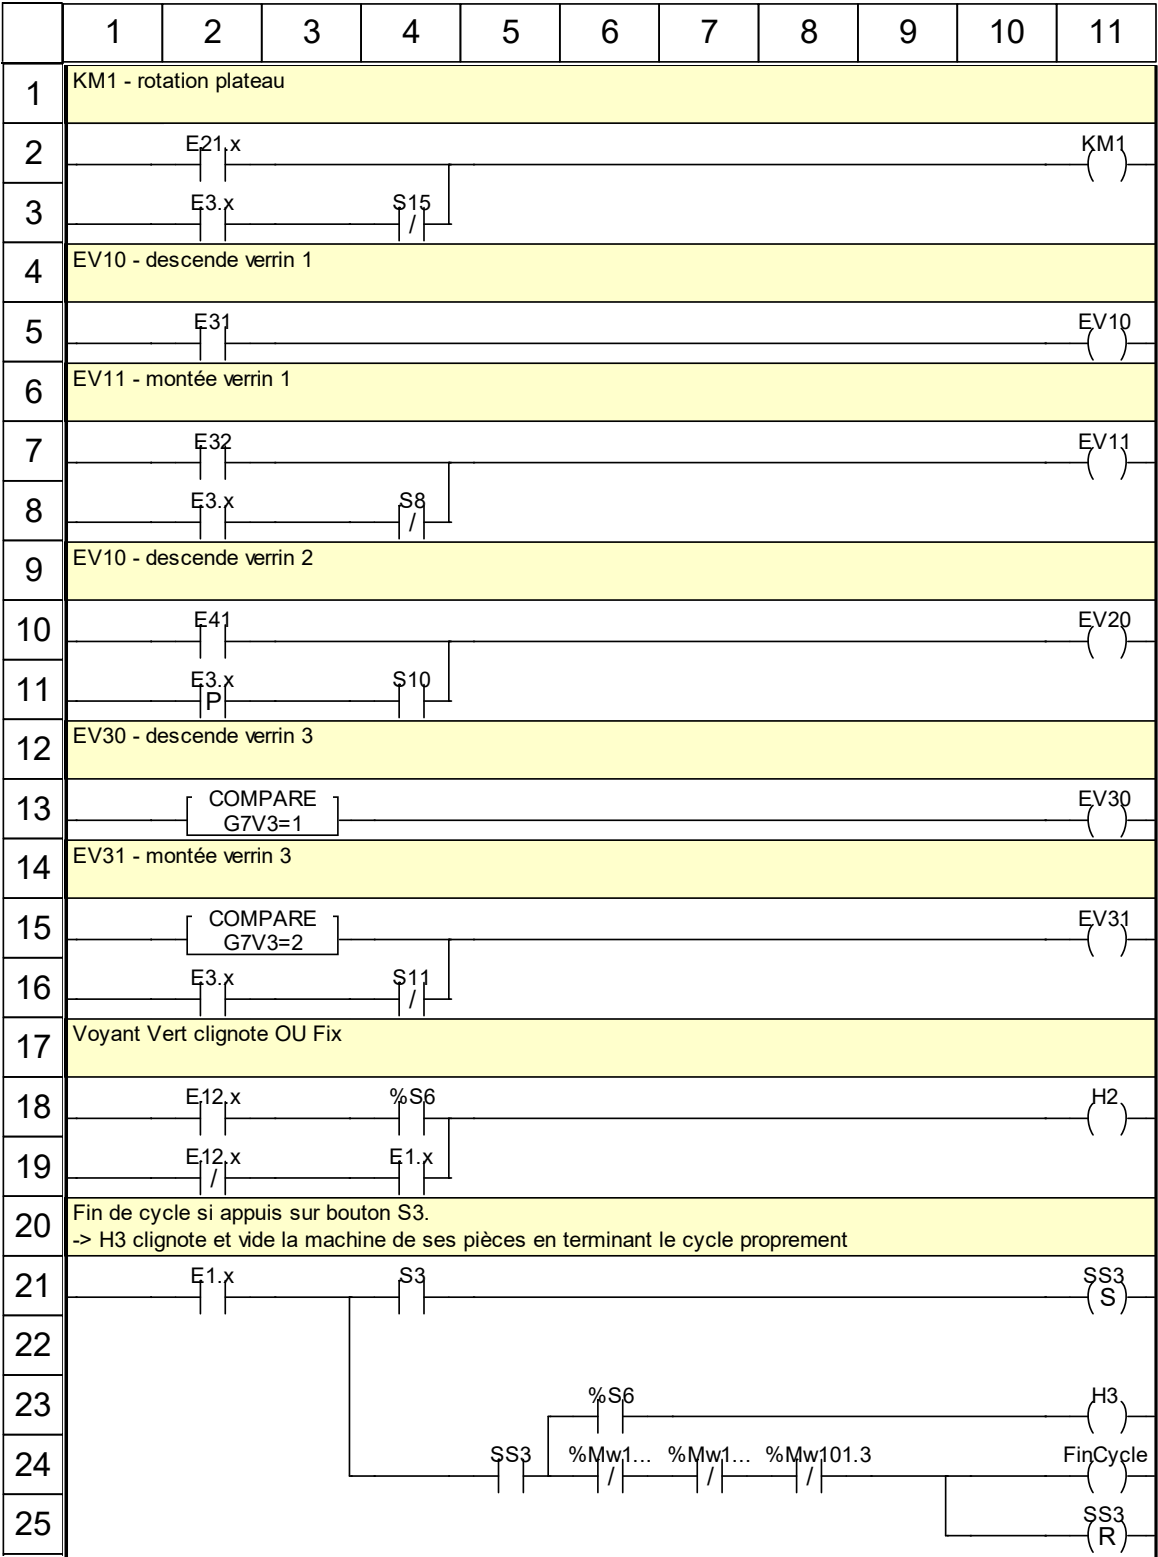 1 2 3 4 5 6 7 8 9 10 11
1 KM1 - rotation plateau
2 E21.x KM1
3 E3.x S15
/
4 EV10 - descende verrin 1
5 E31 EV10
6 EV11 - montée verrin 1
7 E32 EV11
8 E3.x S8
/
9 EV10 - descende verrin 2
10 E41 EV20
11 E3.x S10
P
12 EV30 - descende verrin 3
13 COMPARE EV30
G7V3=1
14 EV31 - montée verrin 3
15 COMPARE EV31
G7V3=2
16 E3.x S11
/
17 Voyant Vert clignote OU Fix
18 E12.x %S6 H2
19 E12.x E1.x
/
20 Fin de cycle si appuis sur bouton S3.
-> H3 clignote et vide la machine de ses pièces en terminant le cycle proprement
21 E1.x S3 SS3
S
22
23 %S6 H3
24 SS3 %Mw1... %Mw1... %Mw101.3 FinCycle
/ / /
25 SS3
R